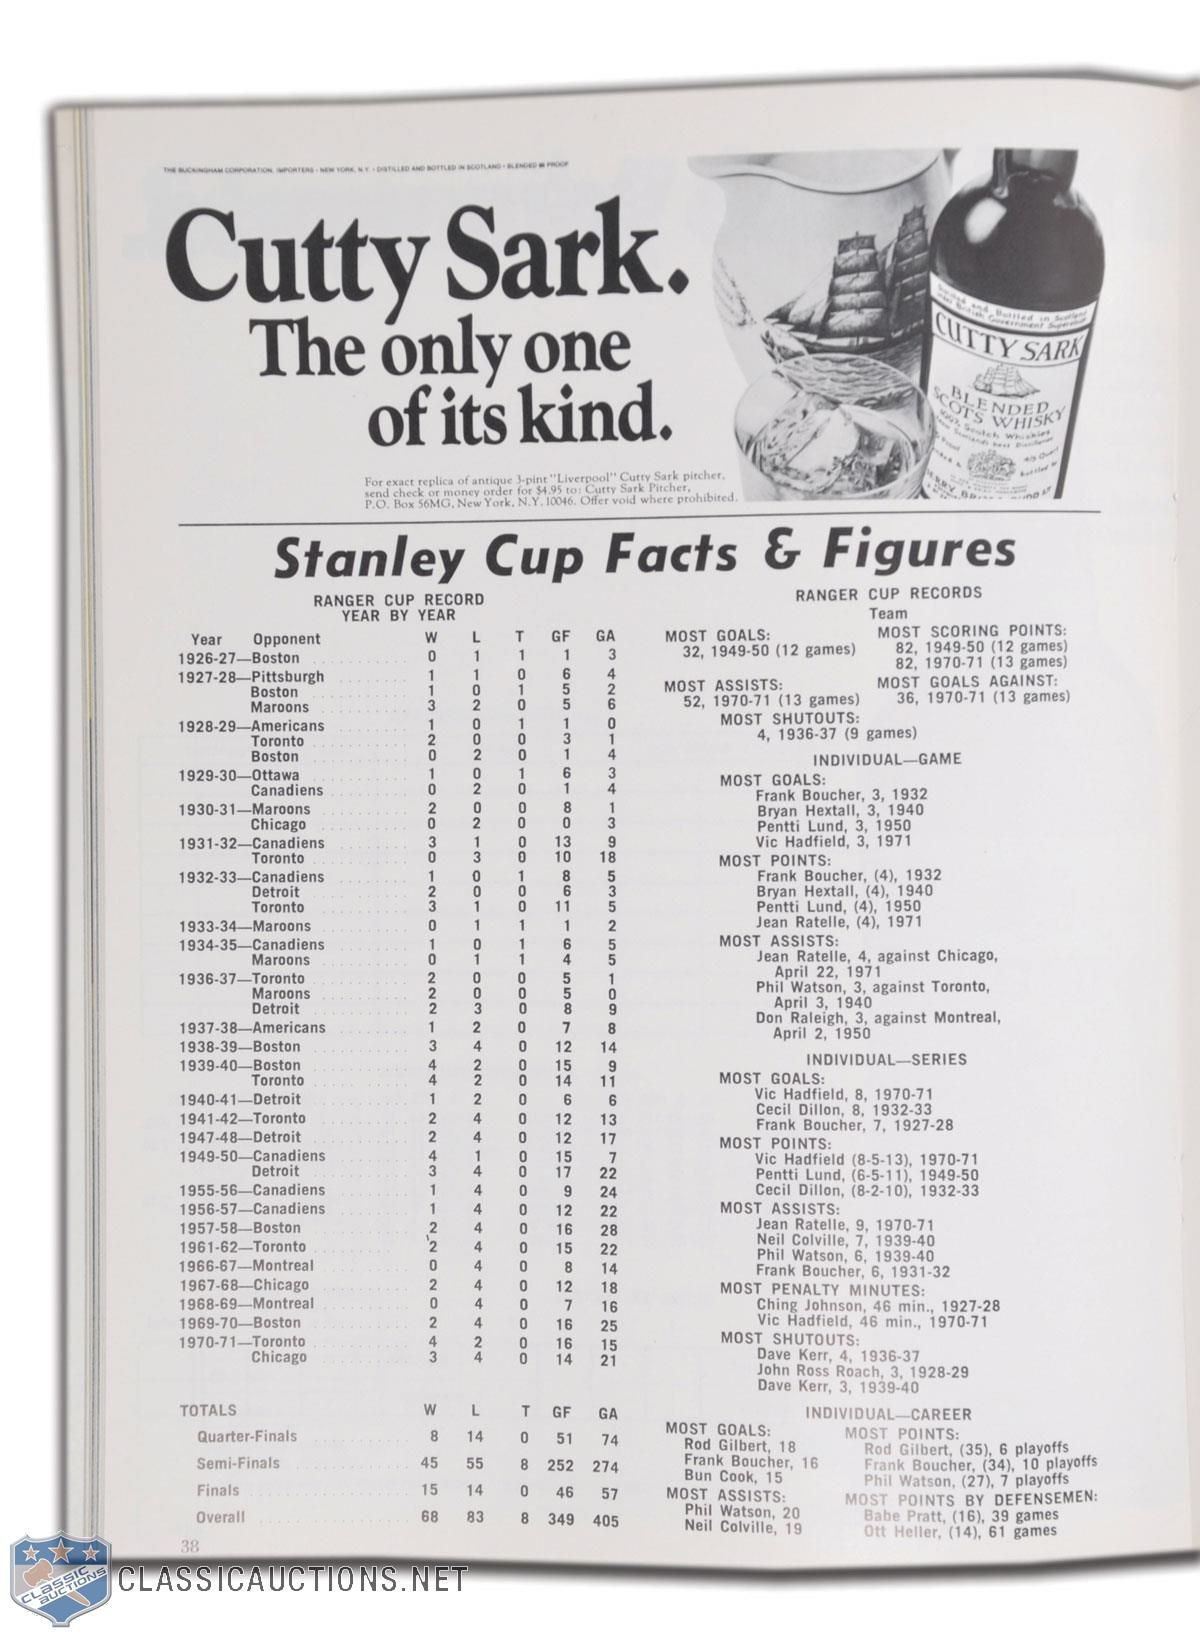 THE BUCKINGHAM CORPORATION, IMPORTERS • NEW YORK, N.Y. • DISTILLED AND BOTTLED IN SCOTLAND • BLENDED 86 PROOF
Cutty Sark.
The only one
of its kind.
For exact replica of antique 3-pint "Liverpool" Cutty Sark pitcher,
send check or money order for $4.95 to: Cutty Sark Pitcher,
P.O. Box 56MG, New York, N.Y. 10046. Offer void where prohibited.
CUTTY SARK
BLENDED
SCOTS WHISKY
Stanley Cup Facts & Figures
RANGER CUP RECORD
YEAR BY YEAR
Year Opponent W L T GF GA
1926-27—Boston 0 1 1 1 3
1927-28—Pittsburgh 1 1 0 6 4
Boston 1 0 1 5 2
Maroons 3 2 0 5 6
1928-29—Americans 1 0 1 1 0
Toronto 2 0 0 3 1
Boston 0 2 0 1 4
1929-30—Ottawa 1 0 1 6 3
Canadiens 0 2 0 1 4
1930-31—Maroons 2 0 0 8 1
Chicago 0 2 0 0 3
1931-32—Canadiens 3 1 0 13 9
Toronto 0 3 0 10 18
1932-33—Canadiens 1 0 1 8 5
Detroit 2 0 0 6 3
Toronto 3 1 0 11 5
1933-34—Maroons 0 1 1 1 2
1934-35—Canadiens 1 0 1 6 5
Maroons 0 1 1 4 5
1936-37—Toronto 2 0 0 5 1
Maroons 2 0 0 5 0
Detroit 2 3 0 8 9
1937-38—Americans 1 2 0 7 8
1938-39—Boston 3 4 0 12 14
1939-40—Boston 4 2 0 15 9
Toronto 4 2 0 14 11
1940-41—Detroit 1 2 0 6 6
1941-42—Toronto 2 4 0 12 13
1947-48—Detroit 2 4 0 12 17
1949-50—Canadiens 4 1 0 15 7
Detroit 3 4 0 17 22
1955-56—Canadiens 1 4 0 9 24
1956-57—Canadiens 1 4 0 12 22
1957-58—Boston 2 4 0 16 28
1961-62—Toronto 2 4 0 15 22
1966-67—Montreal 0 4 0 8 14
1967-68—Chicago 2 4 0 12 18
1968-69—Montreal 0 4 0 7 16
1969-70—Boston 2 4 0 16 25
1970-71—Toronto 4 2 0 16 15
Chicago 3 4 0 14 21
TOTALS W L T GF GA
Quarter-Finals 8 14 0 51 74
Semi-Finals 45 55 8 252 274
Finals 15 14 0 46 57
Overall 68 83 8 349 405
38
RANGER CUP RECORDS
Team
MOST GOALS:
32, 1949-50 (12 games)
MOST SCORING POINTS:
82, 1949-50 (12 games)
82, 1970-71 (13 games)
MOST ASSISTS:
52, 1970-71 (13 games)
MOST GOALS AGAINST:
36, 1970-71 (13 games)
MOST SHUTOUTS:
4, 1936-37 (9 games)
INDIVIDUAL—GAME
MOST GOALS:
Frank Boucher, 3, 1932
Bryan Hextall, 3, 1940
Pentti Lund, 3, 1950
Vic Hadfield, 3, 1971
MOST POINTS:
Frank Boucher, (4), 1932
Bryan Hextall, (4), 1940
Pentti Lund, (4), 1950
Jean Ratelle, (4), 1971
MOST ASSISTS:
Jean Ratelle, 4, against Chicago,
April 22, 1971
Phil Watson, 3, against Toronto,
April 3, 1940
Don Raleigh, 3, against Montreal,
April 2, 1950
INDIVIDUAL—SERIES
MOST GOALS:
Vic Hadfield, 8, 1970-71
Cecil Dillon, 8, 1932-33
Frank Boucher, 7, 1927-28
MOST POINTS:
Vic Hadfield (8-5-13), 1970-71
Pentti Lund, (6-5-11), 1949-50
Cecil Dillon, (8-2-10), 1932-33
MOST ASSISTS:
Jean Ratelle, 9, 1970-71
Neil Colville, 7, 1939-40
Phil Watson, 6, 1939-40
Frank Boucher, 6, 1931-32
MOST PENALTY MINUTES:
Ching Johnson, 46 min., 1927-28
Vic Hadfield, 46 min., 1970-71
MOST SHUTOUTS:
Dave Kerr, 4, 1936-37
John Ross Roach, 3, 1928-29
Dave Kerr, 3, 1939-40
INDIVIDUAL—CAREER
MOST GOALS:
Rod Gilbert, 18
Frank Boucher, 16
Bun Cook, 15
MOST ASSISTS:
Phil Watson, 20
Neil Colville, 19
MOST POINTS:
Rod Gilbert, (35), 6 playoffs
Frank Boucher, (34), 10 playoffs
Phil Watson, (27), 7 playoffs
MOST POINTS BY DEFENSEMEN:
Babe Pratt, (16), 39 games
Ott Heller, (14), 61 games
CLASSIC
AUCTIONS
CLASSICAUCTIONS.NET